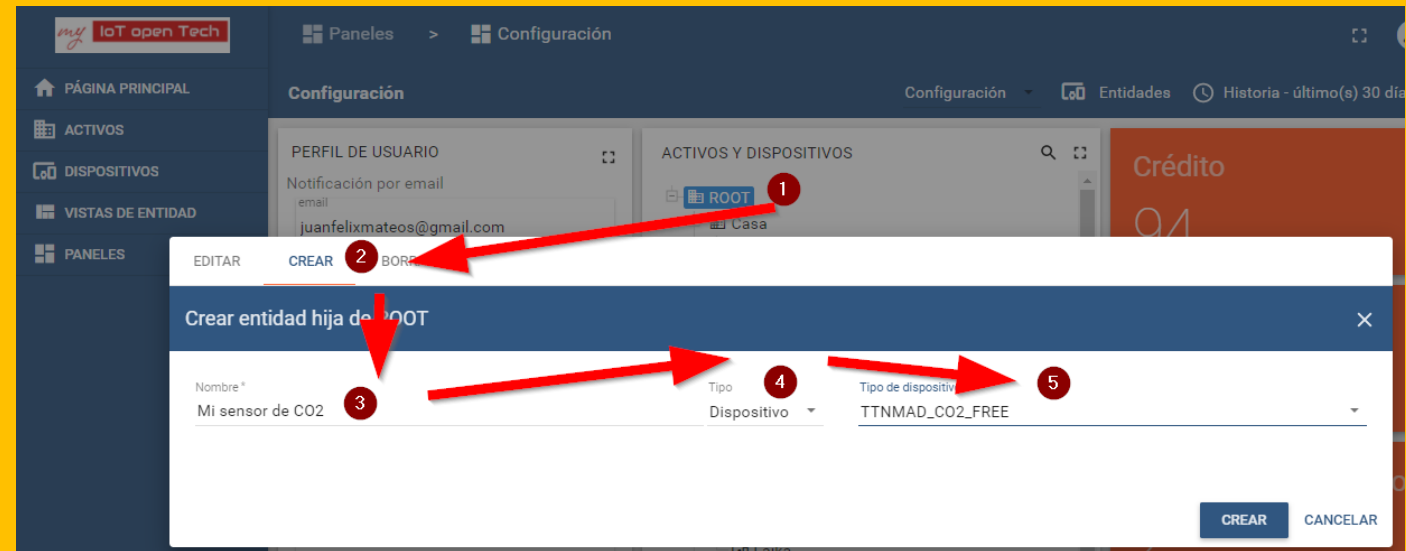 my IoT open Tech
Paneles > Configuración
PÁGINA PRINCIPAL
ACTIVOS
DISPOSITIVOS
VISTAS DE ENTIDAD
PANELES
Configuración
Configuración Entidades Historia - último(s) 30 día
PERFIL DE USUARIO
Notificación por email
email
juanfelixmateos@gmail.com
ACTIVOS Y DISPOSITIVOS
ROOT 1
Casa
Crédito
94
EDITAR CREAR 2 BOR
Crear entidad hija de ROOT
Nombre *
Mi sensor de CO2 3
Tipo 4
Dispositivo
Tipo de dispositivo 5
TTNMAD_CO2_FREE
CREAR CANCELAR